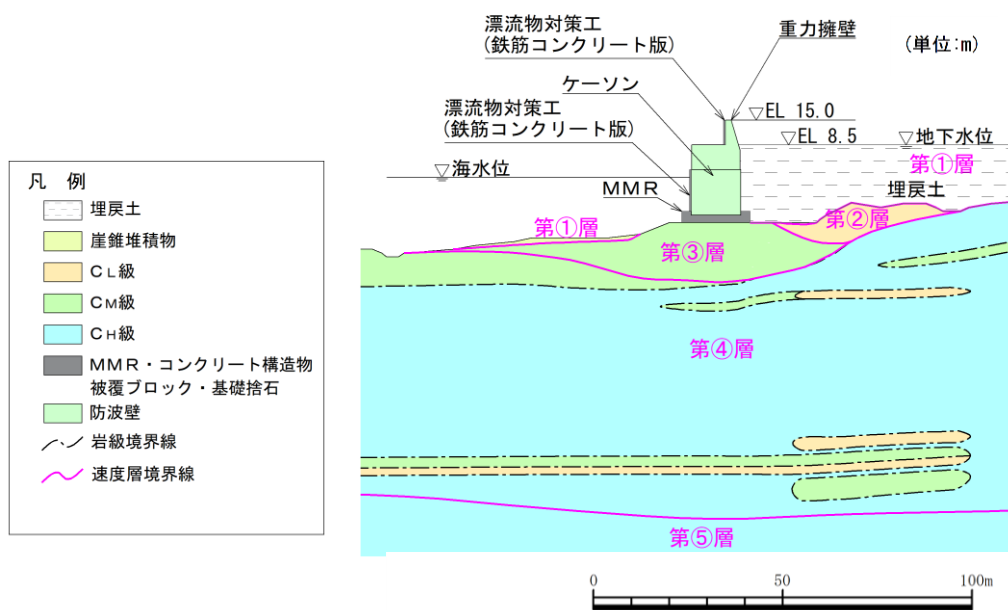 漂流物対策工
(鉄筋コンクリート版)
重力擁壁
(単位:m)
ケーソン
漂流物対策工
(鉄筋コンクリート版)
▽EL 15.0
▽EL 8.5
▽地下水位
▽海水位
第①層
埋戻土
MMR
第①層
第②層
第③層
第④層
第⑤層
凡 例
埋戻土
崖錐堆積物
CL級
CM級
CH級
MMR・コンクリート構造物
被覆ブロック・基礎捨石
防波壁
岩級境界線
速度層境界線
0 50 100m